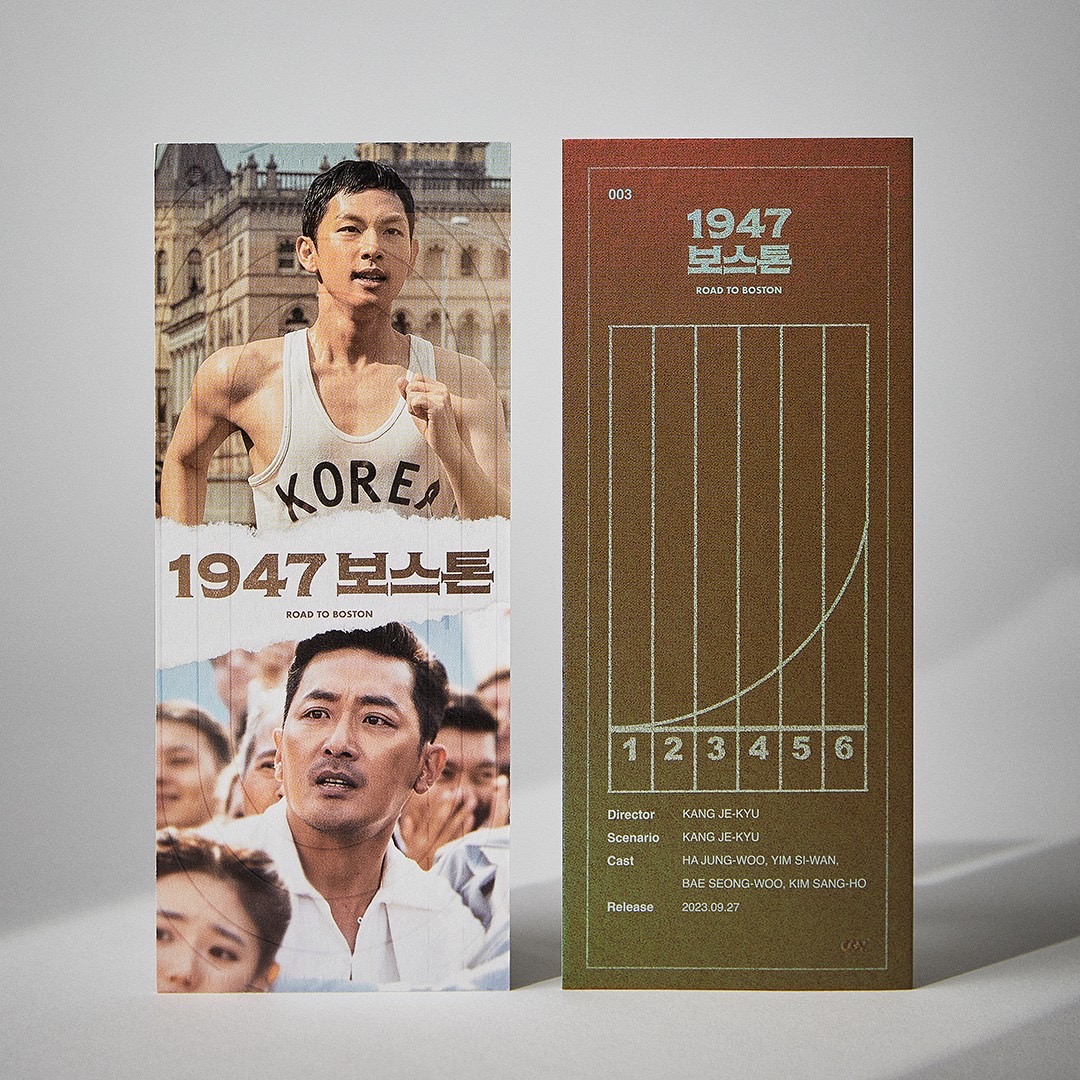 KOREA
1947 보스톤
ROAD TO BOSTON
003
1947
보스톤
ROAD TO BOSTON
1 2 3 4 5 6
Director KANG JE-KYU
Scenario KANG JE-KYU
Cast HA JUNG-WOO, YIM SI-WAN,
BAE SEONG-WOO, KIM SANG-HO
Release 2023.09.27